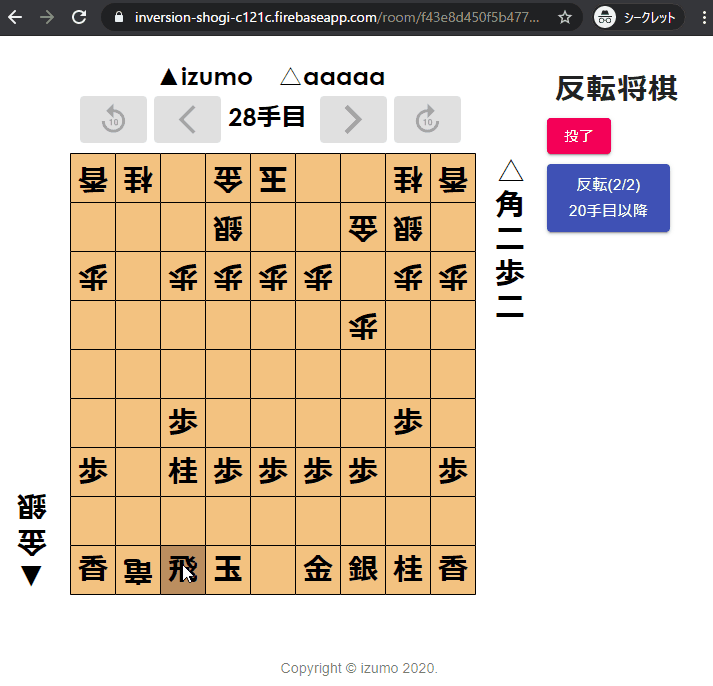 inversion-shogi-c121c.firebaseapp.com/room/f43e8d450f5b477...
シークレット
▲izumo △aaaaa
反転将棋
10
28手目
10
投了
反転(2/2)
20手目以降
香桂金玉桂香
銀金銀
歩歩歩歩歩歩歩
歩
歩歩
歩桂歩歩歩歩歩
香竜飛玉金銀桂香
△角二歩二
▲金銀
Copyright © izumo 2020.